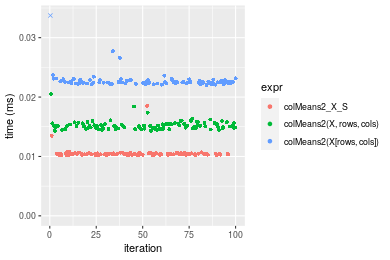 0.03
0.02
0.01
0.00
time (ms)
0
25
50
75
100
iteration
expr
colMeans2_X_S
colMeans2(X, rows, cols)
colMeans2(X[rows, cols])